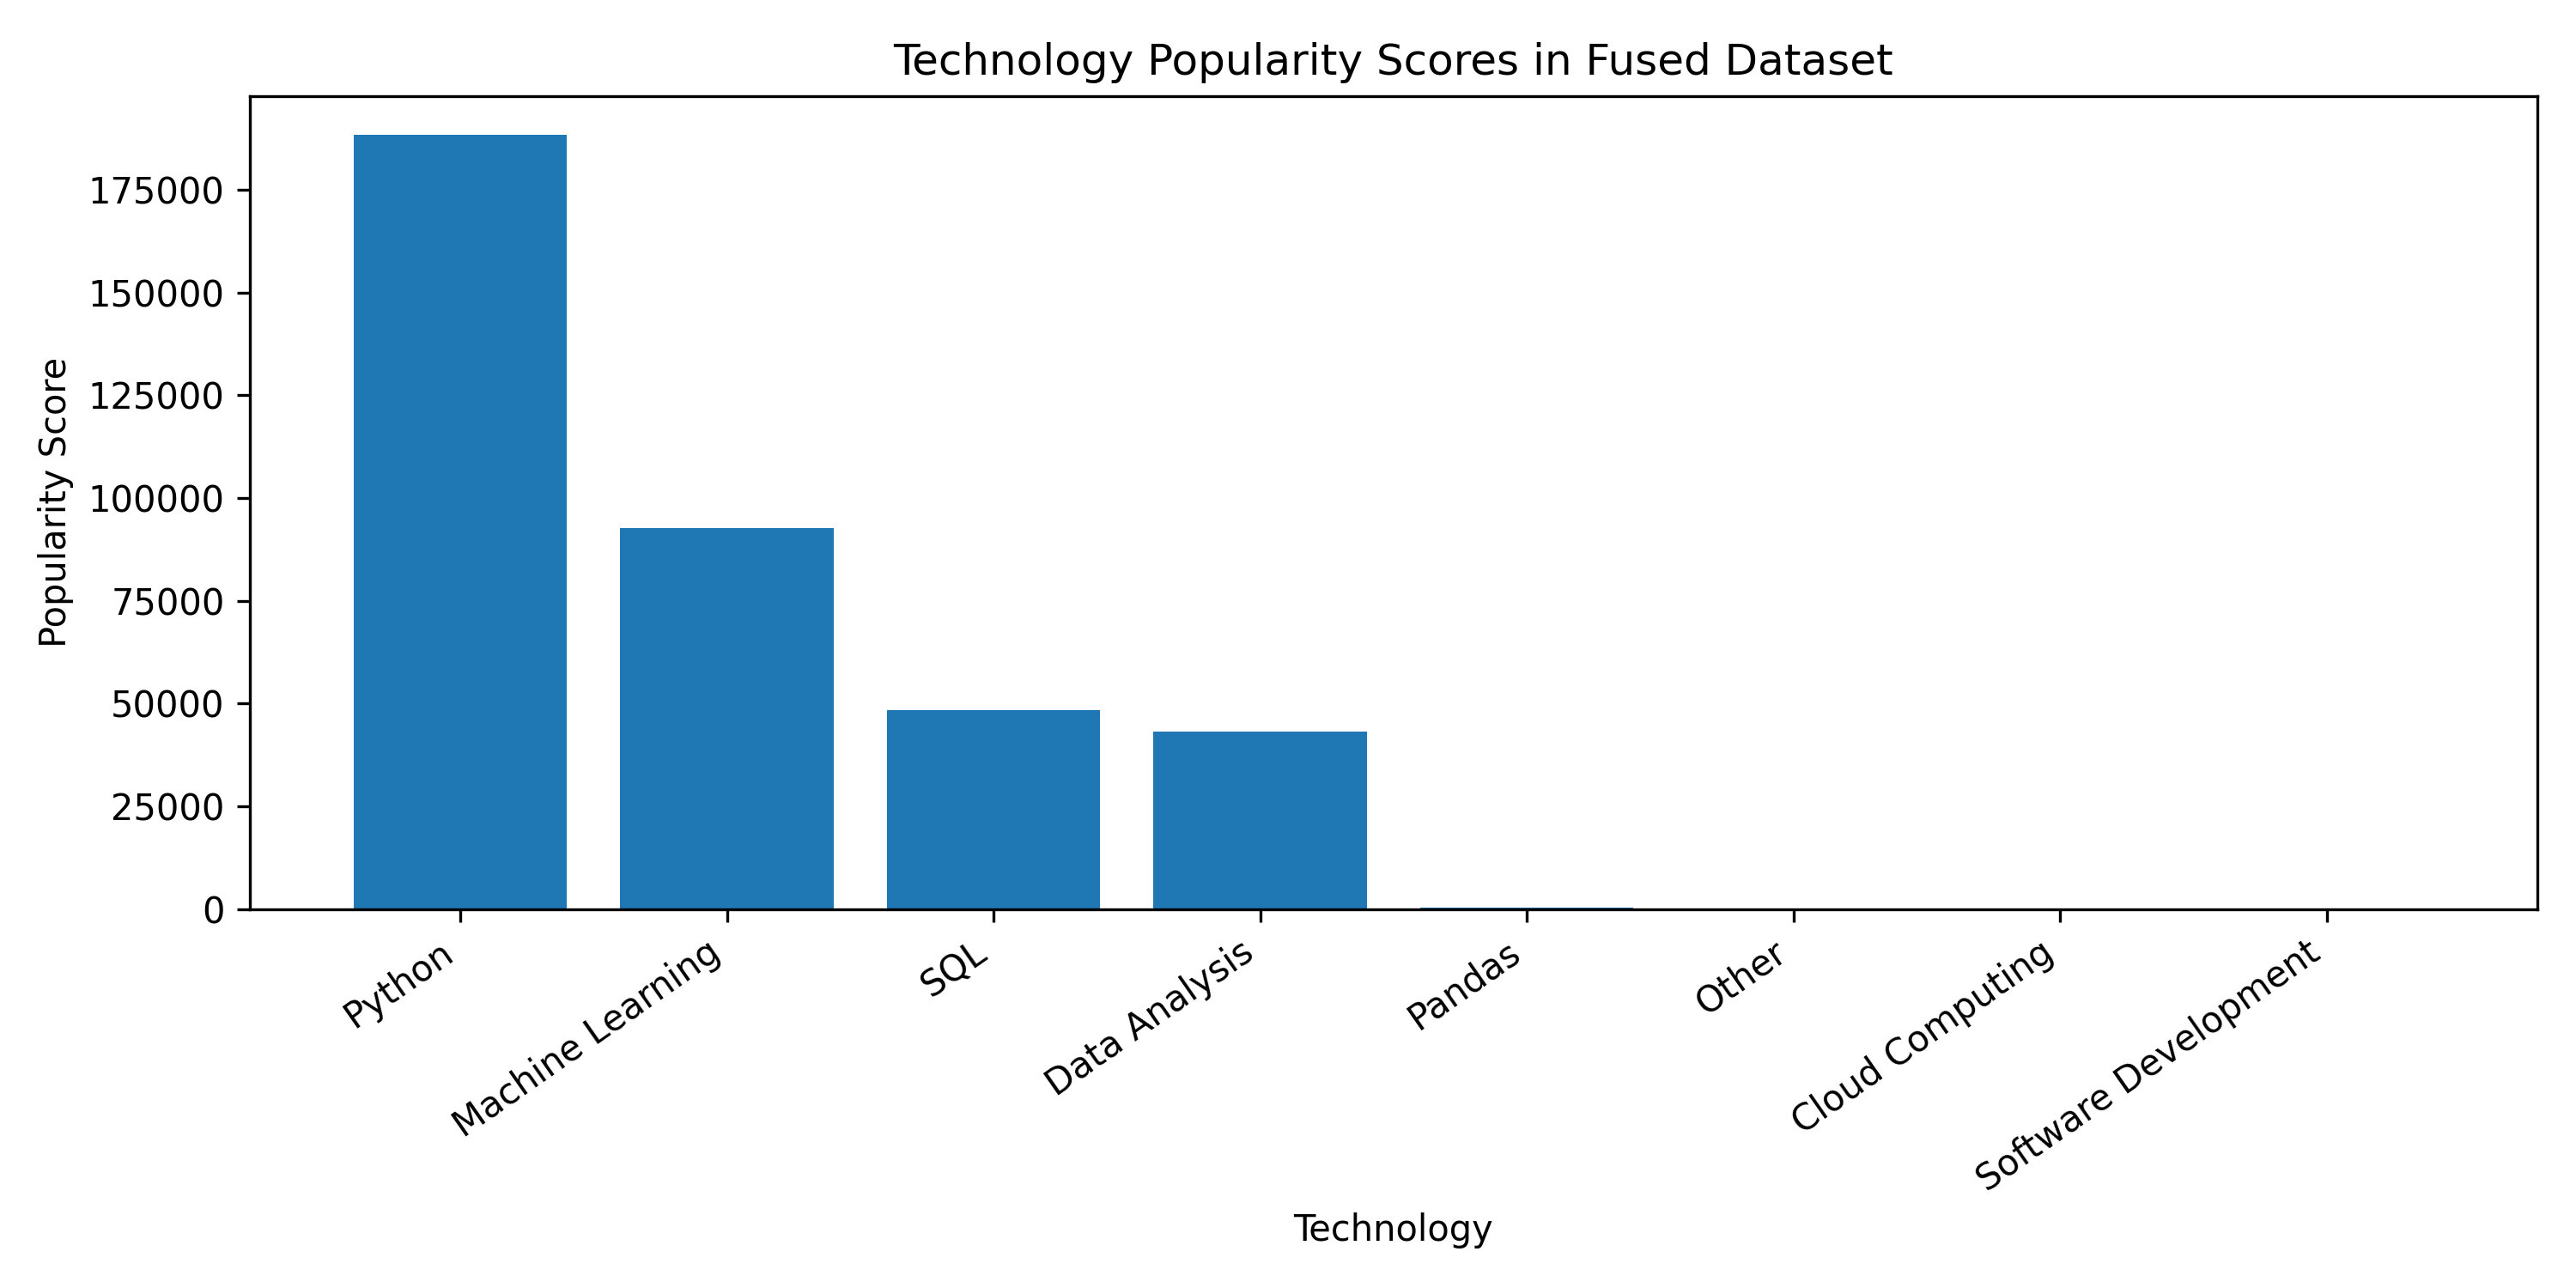 Technology Popularity Scores in Fused Dataset
Popularity Score
175000
150000
125000
100000
75000
50000
25000
0
Python
Machine Learning
SQL
Data Analysis
Pandas
Other
Cloud Computing
Software Development
Technology